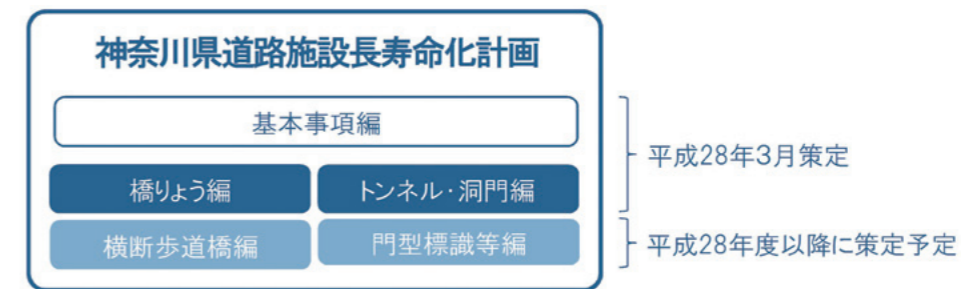 神奈川県道路施設長寿命化計画
基本事項編
橋りょう編
トンネル・洞門編
平成28年3月策定
横断歩道橋編
門型標識等編
平成28年度以降に策定予定